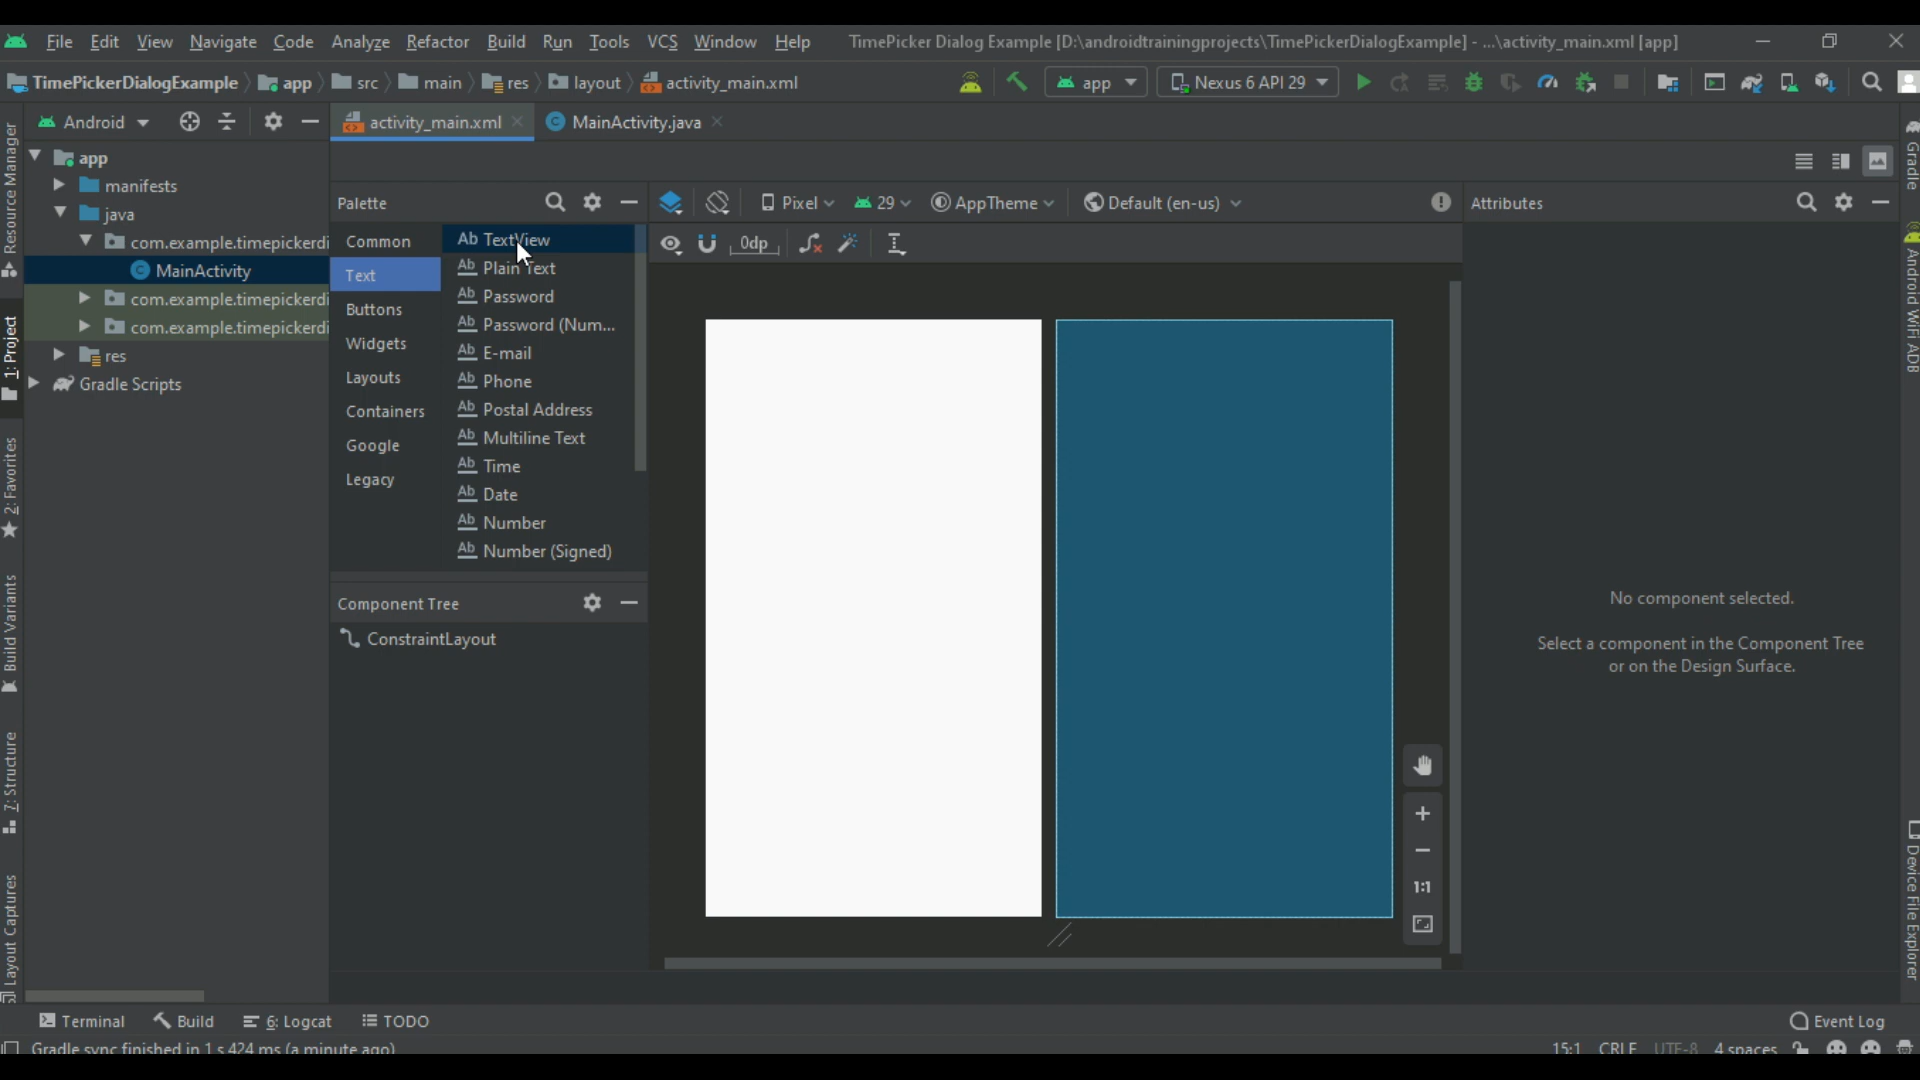 File Edit View Navigate Code Analyze Refactor Build Run Tools VCS Window Help TimePicker Dialog Example [D:\androidtrainingprojects\TimePickerDialogExample] - ...\activity_main.xml [app]
TimePickerDialogExample app src main res layout activity_main.xml app Nexus 6 API 29
Android activity_main.xml MainActivity.java
app
manifests
java
com.example.timepickerdi
MainActivity
com.example.timepickerdi
com.example.timepickerdi
res
Gradle Scripts
Resource Manager
1: Project
2: Favorites
Build Variants
7: Structure
Layout Captures
Palette
Common
Text
Buttons
Widgets
Layouts
Containers
Google
Legacy
Ab TextView
Ab Plain Text
Ab Password
Ab Password (Num...
Ab E-mail
Ab Phone
Ab Postal Address
Ab Multiline Text
Ab Time
Ab Date
Ab Number
Ab Number (Signed)
Component Tree
ConstraintLayout
Pixel 29 AppTheme Default (en-us)
0dp
1:1
Attributes
No component selected.
Select a component in the Component Tree
or on the Design Surface.
Gradle
Android WiFi ADB
Device File Explorer
Terminal Build 6: Logcat TODO Event Log
Gradle sync finished in 1 s 424 ms (a minute ago) 15:1 CRLF UTF-8 4 spaces